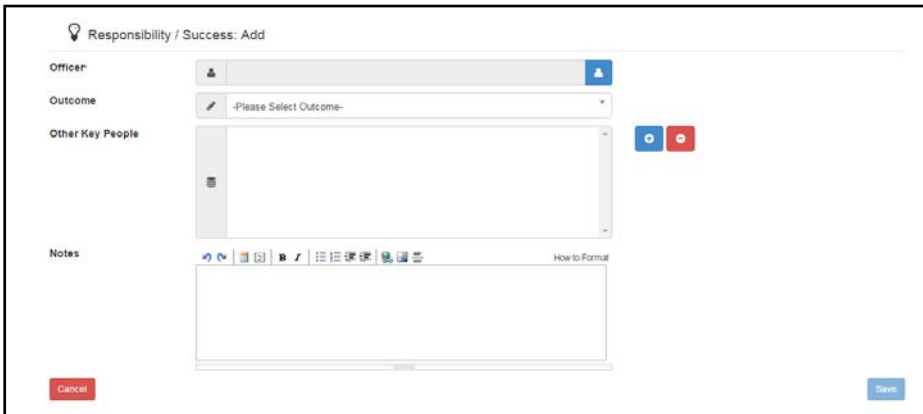 Responsibility / Success: Add
Officer
Outcome
-Please Select Outcome-
Other Key People
Notes
B I
How to Format
Cancel
Save